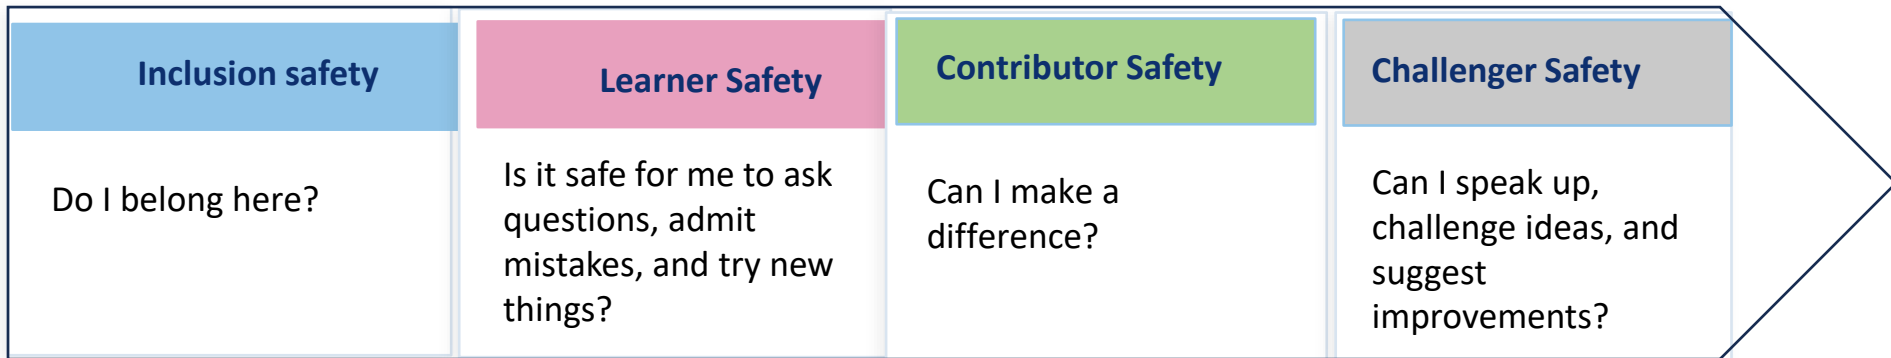 Inclusion safety
Do I belong here?
Learner Safety
Is it safe for me to ask
questions, admit
mistakes, and try new
things?
Contributor Safety
Can I make a
difference?
Challenger Safety
Can I speak up,
challenge ideas, and
suggest
improvements?